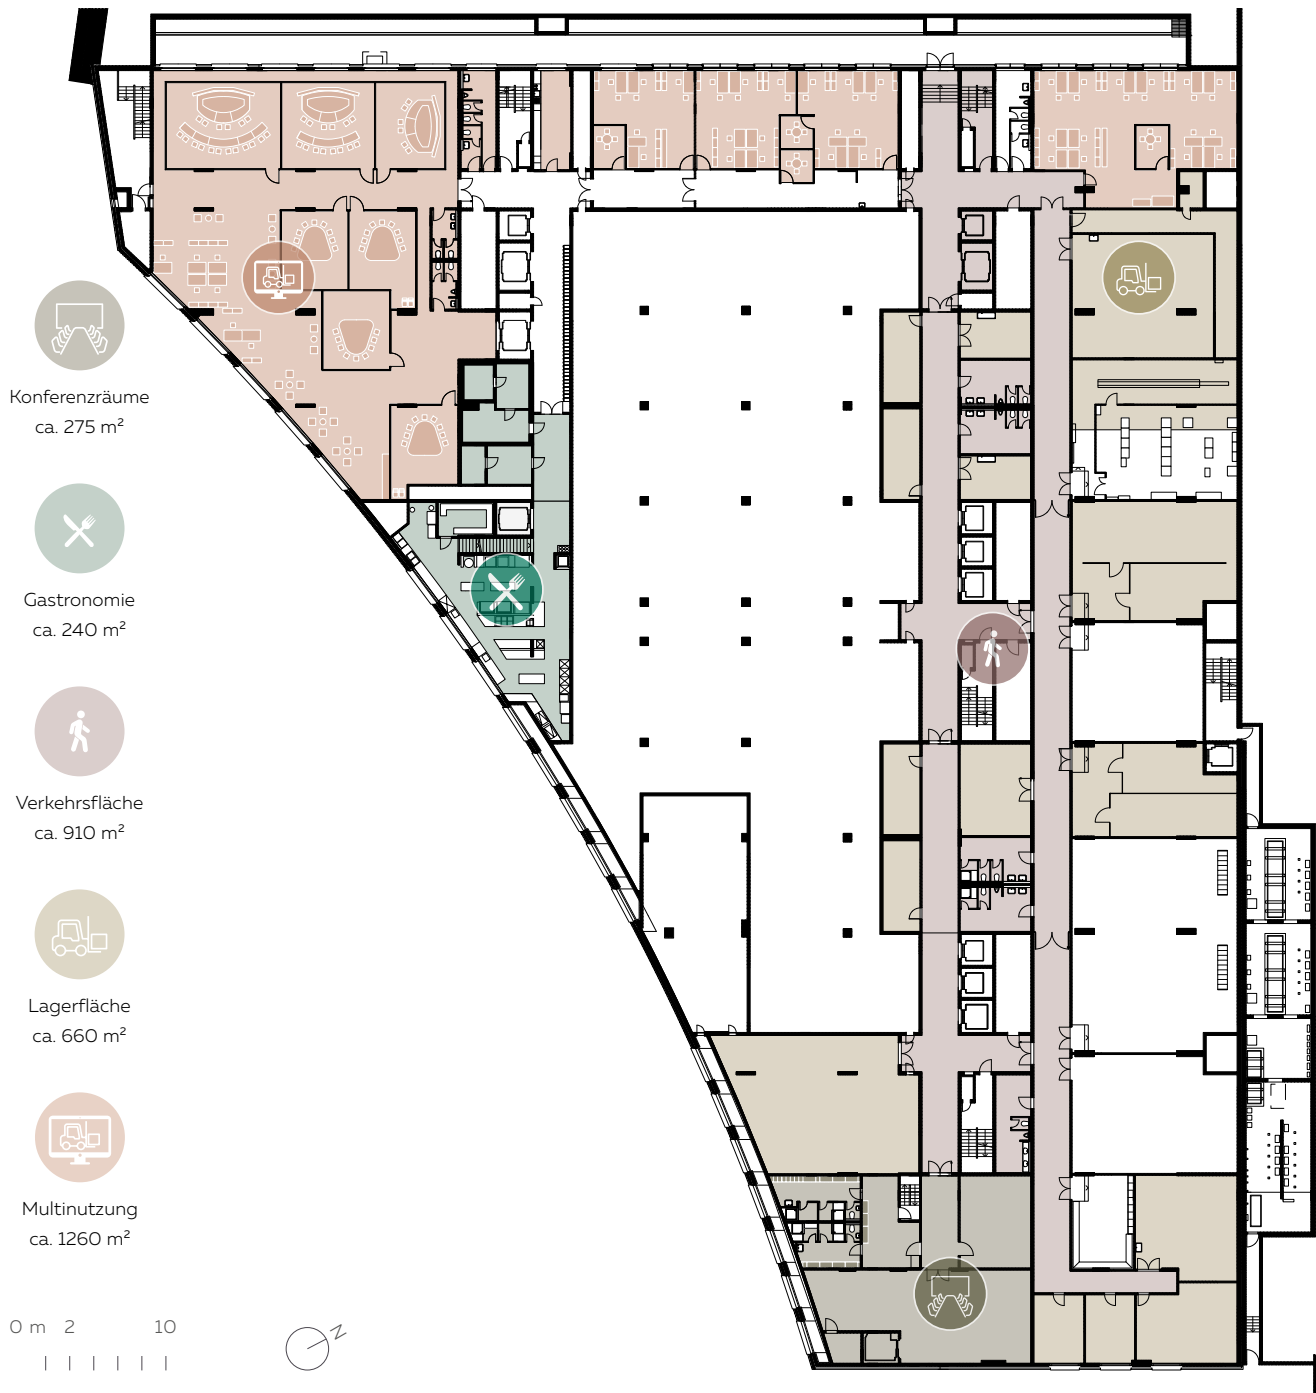 Konferenzräume
ca. 275 m²
Gastronomie
ca. 240 m²
Verkehrsfläche
ca. 910 m²
Lagerfläche
ca. 660 m²
Multinutzung
ca. 1260 m²
0 m 2 10
N